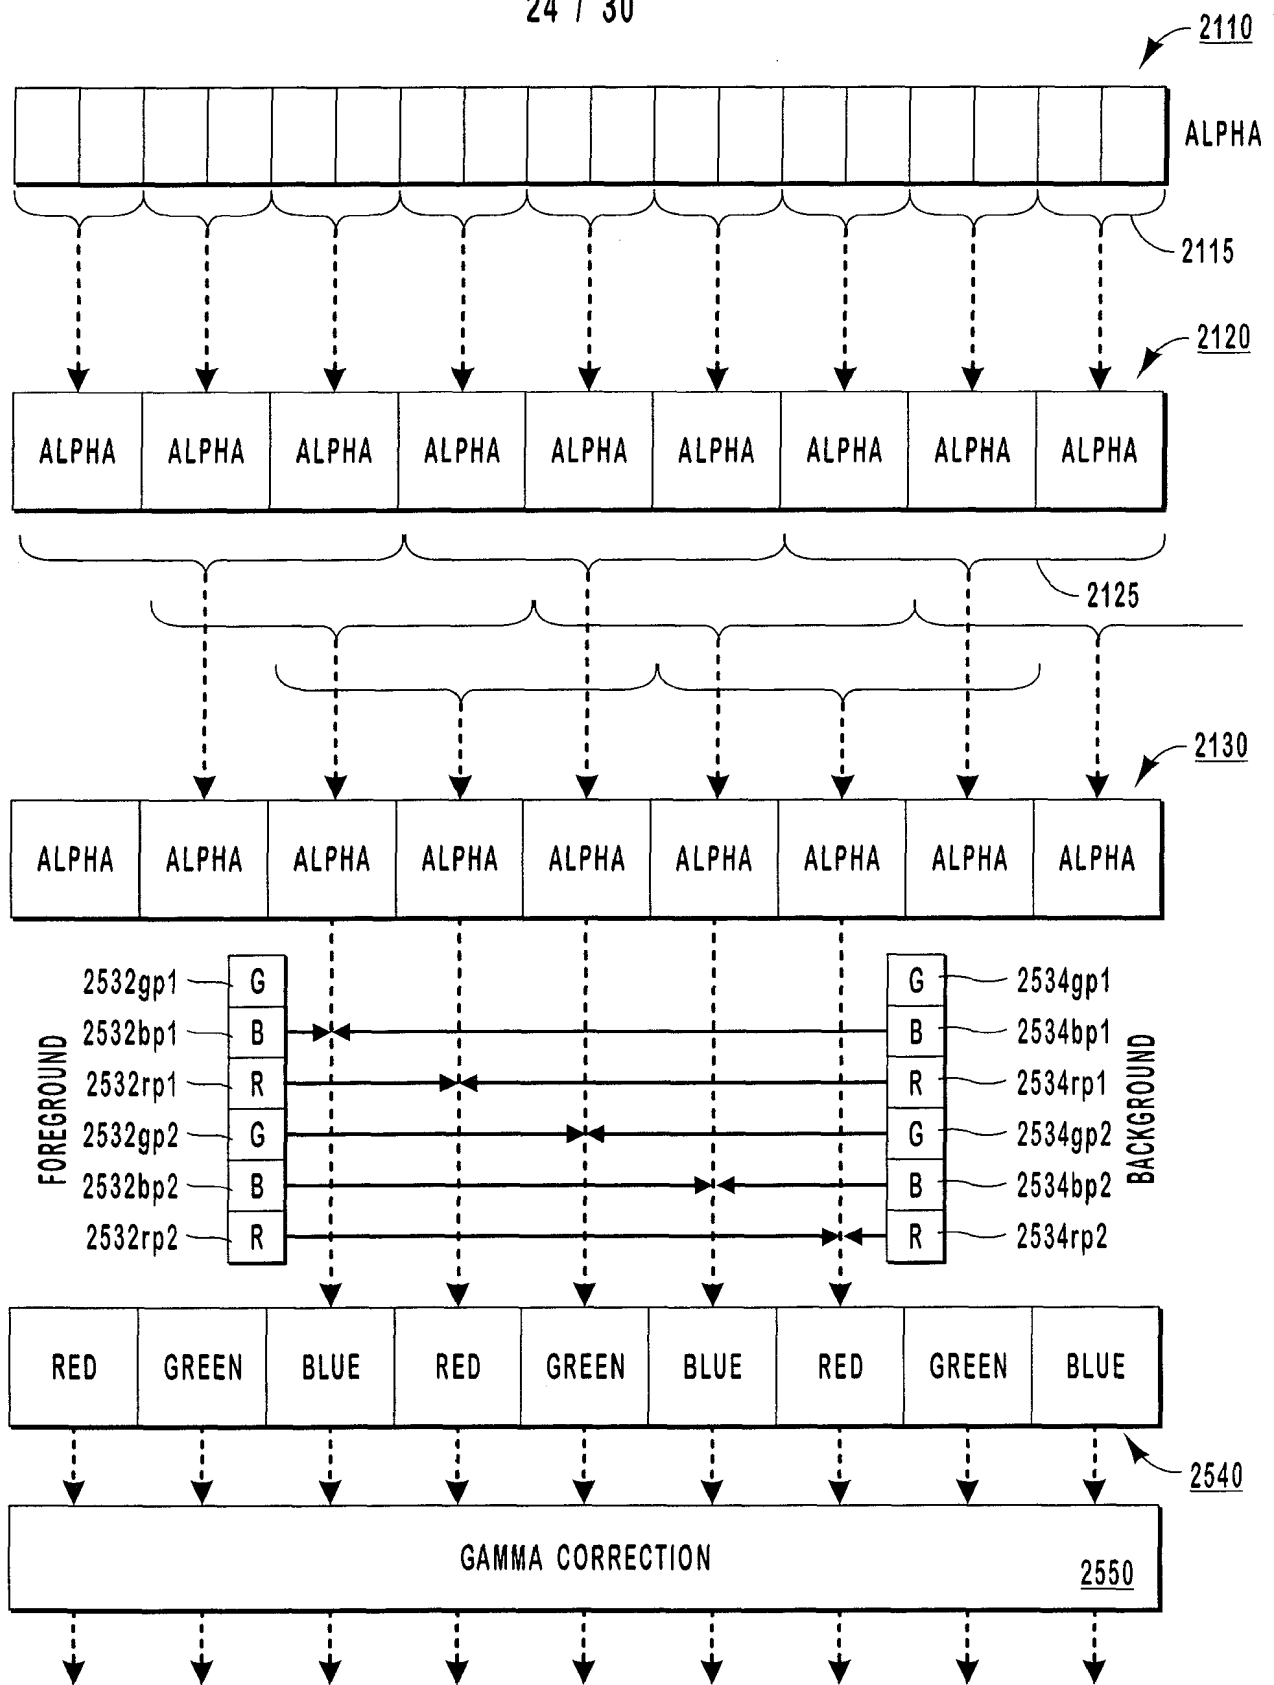 24 / 30
2110
ALPHA
2115
2120
ALPHA ALPHA ALPHA ALPHA ALPHA ALPHA ALPHA ALPHA ALPHA
2125
2130
ALPHA ALPHA ALPHA ALPHA ALPHA ALPHA ALPHA ALPHA ALPHA
FOREGROUND
BACKGROUND
2532gp1 G G 2534gp1
2532bp1 B B 2534bp1
2532rp1 R R 2534rp1
2532gp2 G G 2534gp2
2532bp2 B B 2534bp2
2532rp2 R R 2534rp2
RED GREEN BLUE RED GREEN BLUE RED GREEN BLUE
2540
GAMMA CORRECTION
2550